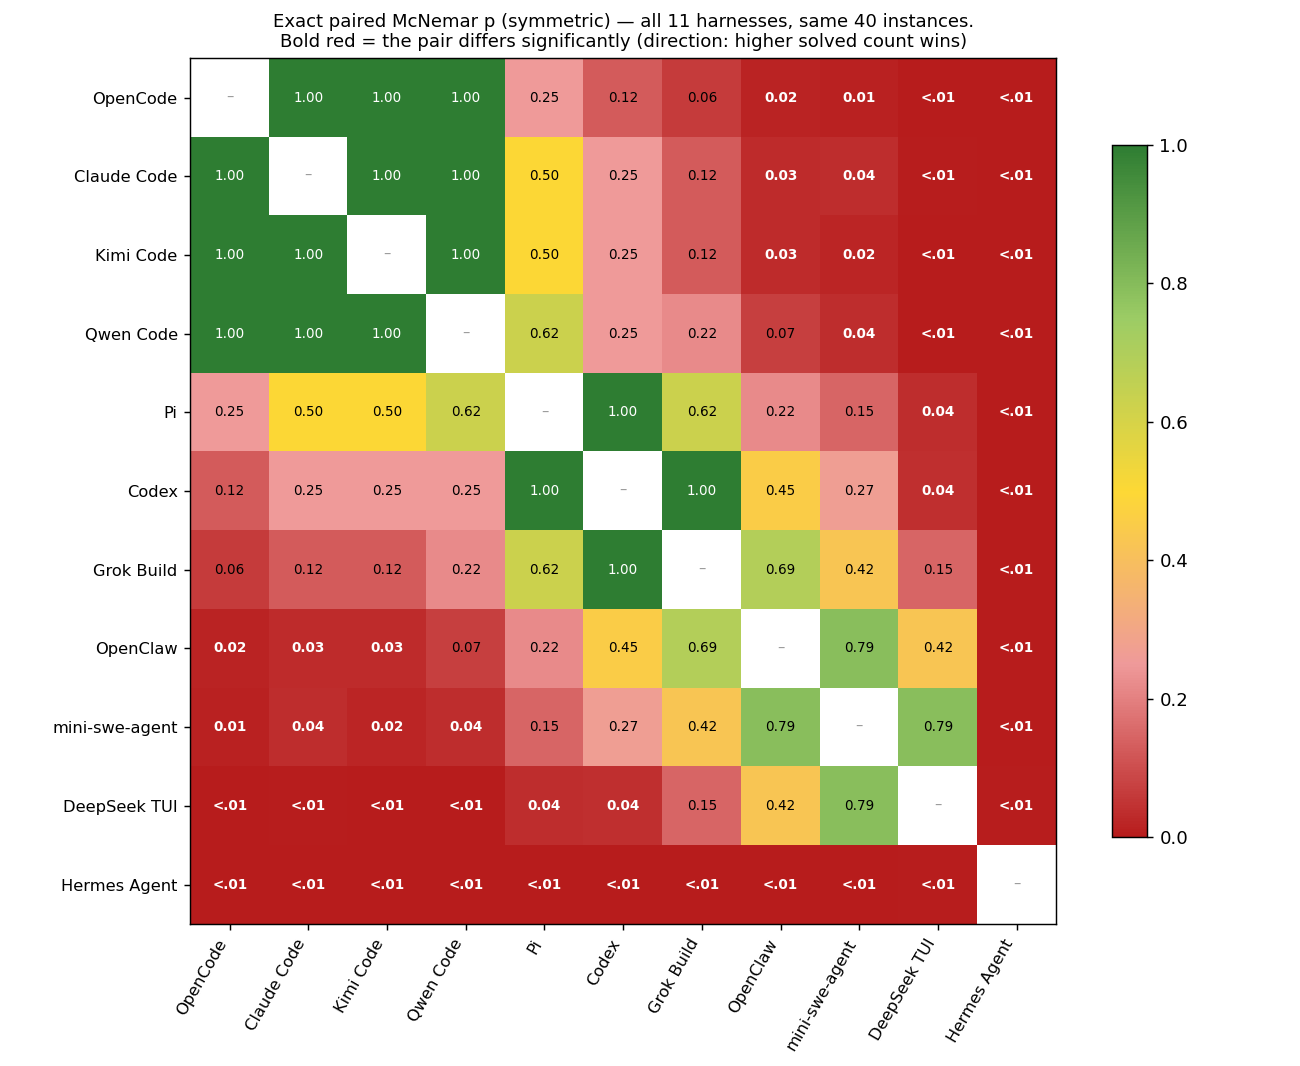 Exact paired McNemar p (symmetric) — all 11 harnesses, same 40 instances.
Bold red = the pair differs significantly (direction: higher solved count wins)
OpenCode – 1.00 1.00 1.00 0.25 0.12 0.06 0.02 0.01 <.01 <.01
Claude Code 1.00 – 1.00 1.00 0.50 0.25 0.12 0.03 0.04 <.01 <.01
Kimi Code 1.00 1.00 – 1.00 0.50 0.25 0.12 0.03 0.02 <.01 <.01
Qwen Code 1.00 1.00 1.00 – 0.62 0.25 0.22 0.07 0.04 <.01 <.01
Pi 0.25 0.50 0.50 0.62 – 1.00 0.62 0.22 0.15 0.04 <.01
Codex 0.12 0.25 0.25 0.25 1.00 – 1.00 0.45 0.27 0.04 <.01
Grok Build 0.06 0.12 0.12 0.22 0.62 1.00 – 0.69 0.42 0.15 <.01
OpenClaw 0.02 0.03 0.03 0.07 0.22 0.45 0.69 – 0.79 0.42 <.01
mini-swe-agent 0.01 0.04 0.02 0.04 0.15 0.27 0.42 0.79 – 0.79 <.01
DeepSeek TUI <.01 <.01 <.01 <.01 0.04 0.04 0.15 0.42 0.79 – <.01
Hermes Agent <.01 <.01 <.01 <.01 <.01 <.01 <.01 <.01 <.01 <.01 –
OpenCode
Claude Code
Kimi Code
Qwen Code
Pi
Codex
Grok Build
OpenClaw
mini-swe-agent
DeepSeek TUI
Hermes Agent
1.0
0.8
0.6
0.4
0.2
0.0